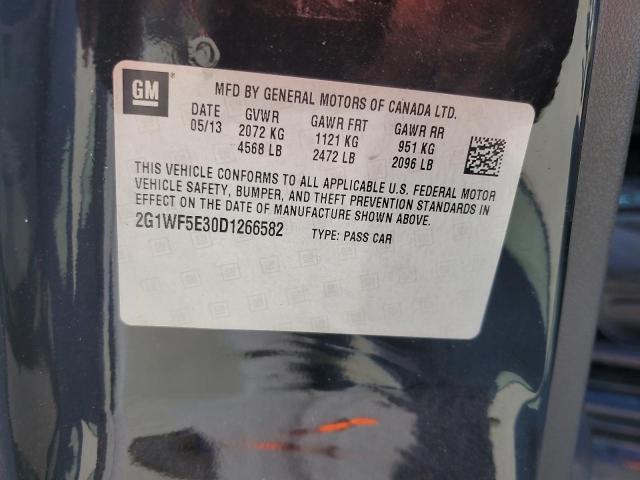 GM
MFD BY GENERAL MOTORS OF CANADA LTD.
DATE GVWR GAWR FRT GAWR RR
05/13 2072 KG 1121 KG 951 KG
4568 LB 2472 LB 2096 LB
THIS VEHICLE CONFORMS TO ALL APPLICABLE U.S. FEDERAL MOTOR
VEHICLE SAFETY, BUMPER, AND THEFT PREVENTION STANDARDS IN
EFFECT ON THE DATE OF MANUFACTURE SHOWN ABOVE.
2G1WF5E30D1266582 TYPE: PASS CAR